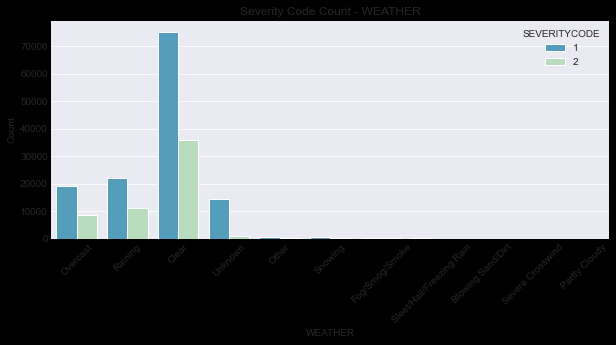 Severity Code Count - WEATHER
SEVERITYCODE
1
2
70000
60000
50000
40000
30000
20000
10000
0
Count
Overcast
Raining
Clear
Unknown
Other
Snowing
Fog/Smog/Smoke
Sleet/Hail/Freezing Rain
Blowing Sand/Dirt
Severe Crosswind
Partly Cloudy
WEATHER